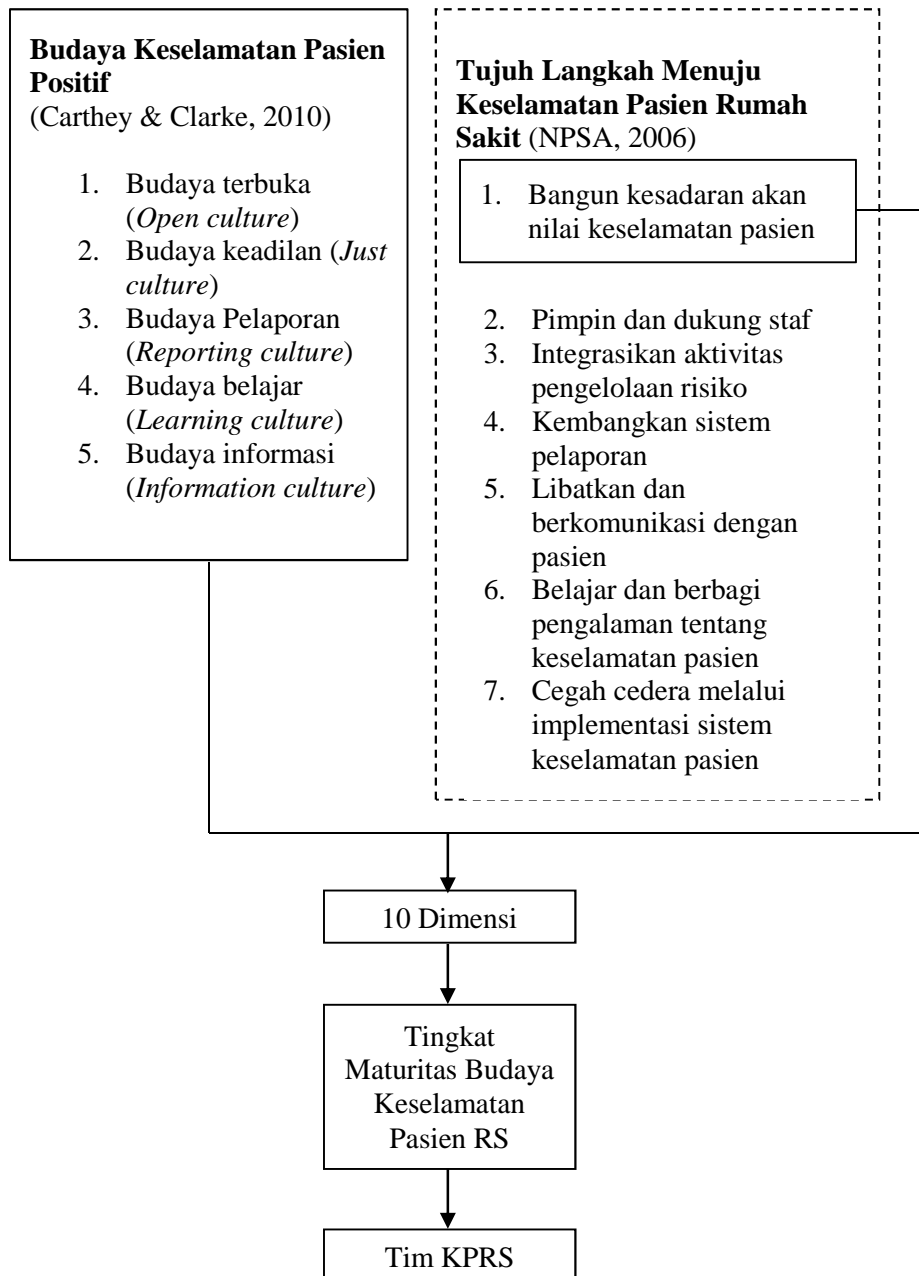 Budaya Keselamatan Pasien
Positif
(Carthey & Clarke, 2010)
1. Budaya terbuka
(Open culture)
2. Budaya keadilan (Just
culture)
3. Budaya Pelaporan
(Reporting culture)
4. Budaya belajar
(Learning culture)
5. Budaya informasi
(Information culture)
Tujuh Langkah Menuju
Keselamatan Pasien Rumah
Sakit (NPSA, 2006)
1. Bangun kesadaran akan
nilai keselamatan pasien
2. Pimpin dan dukung staf
3. Integrasikan aktivitas
pengelolaan risiko
4. Kembangkan sistem
pelaporan
5. Libatkan dan
berkomunikasi dengan
pasien
6. Belajar dan berbagi
pengalaman tentang
keselamatan pasien
7. Cegah cedera melalui
implementasi sistem
keselamatan pasien
10 Dimensi
Tingkat
Maturitas Budaya
Keselamatan
Pasien RS
Tim KPRS